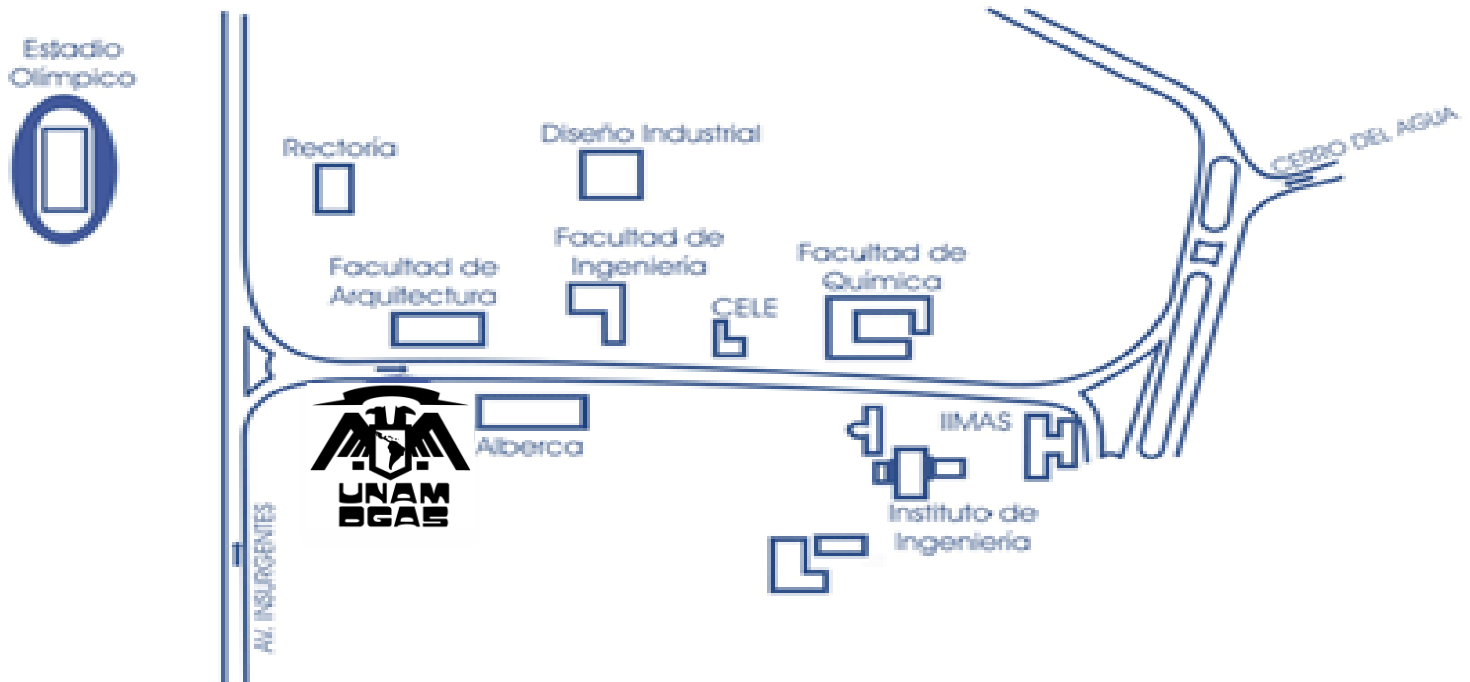 Estadio
Olímpico
Rectoría
Diseño Industrial
CERRO DEL AGUA
Facultad de
Arquitectura
Facultad de
Ingeniería
CELE
Facultad de
Química
Alberca
IIMAS
UNAM
DGAS
Instituto de
Ingeniería
AV. INSURGENTES